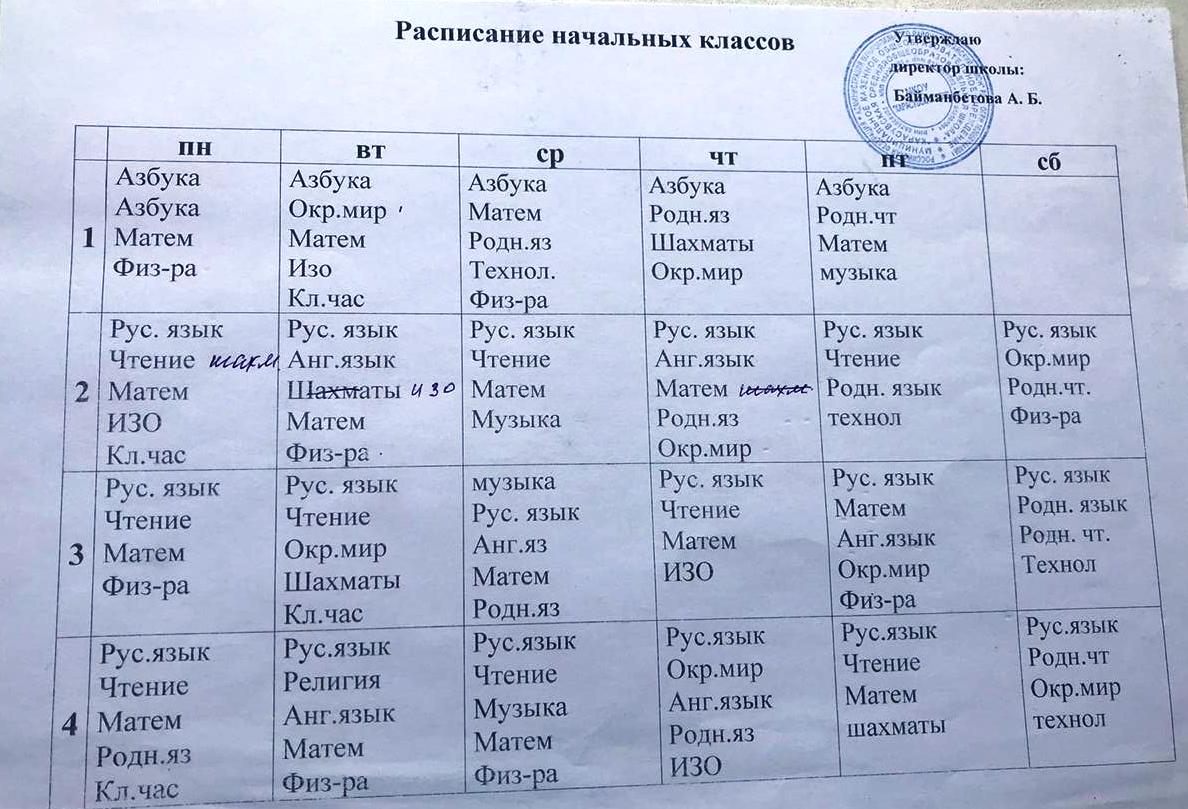 Расписание начальных классов
Утверждаю
директор школы:
Байманбетова А. Б.
пн вт ср чт пт сб
1
Азбука
Азбука
Матем
Физ-ра
Азбука
Окр.мир
Матем
Изо
Кл.час
Азбука
Матем
Родн.яз
Технол.
Физ-ра
Азбука
Родн.яз
Шахматы
Окр.мир
Азбука
Родн.чт
Матем
музыка
2
Рус. язык
Чтение шахм
Матем
ИЗО
Кл.час
Рус. язык
Анг.язык
Шахматы изо
Матем
Физ-ра
Рус. язык
Чтение
Матем
Музыка
Рус. язык
Анг.язык
Матем шахм
Родн.яз
Окр.мир
Рус. язык
Чтение
Родн. язык
технол
Рус. язык
Окр.мир
Родн.чт.
Физ-ра
3
Рус. язык
Чтение
Матем
Физ-ра
Рус. язык
Чтение
Окр.мир
Шахматы
Кл.час
музыка
Рус. язык
Анг.яз
Матем
Родн.яз
Рус. язык
Чтение
Матем
ИЗО
Рус. язык
Матем
Анг.язык
Окр.мир
Физ-ра
Рус. язык
Родн. язык
Родн. чт.
Технол
4
Рус.язык
Чтение
Матем
Родн.яз
Кл.час
Рус.язык
Религия
Анг.язык
Матем
Физ-ра
Рус.язык
Чтение
Музыка
Матем
Физ-ра
Рус.язык
Окр.мир
Анг.язык
Родн.яз
ИЗО
Рус.язык
Чтение
Матем
шахматы
Рус.язык
Родн.чт
Окр.мир
технол